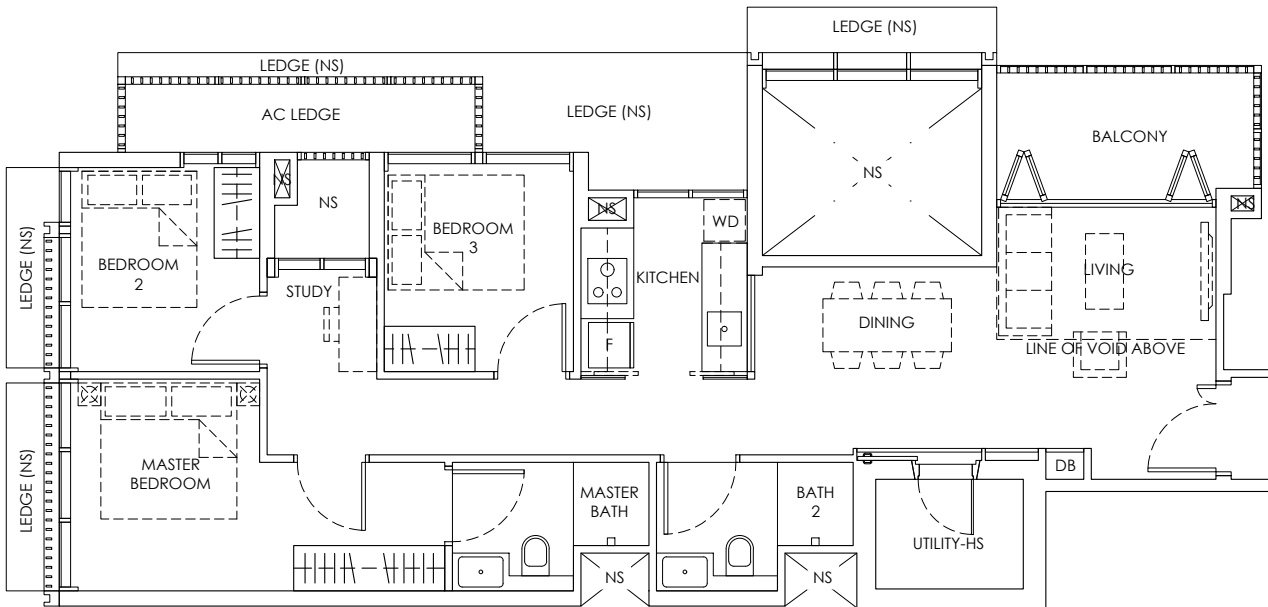 LEDGE (NS)
LEDGE (NS)
AC LEDGE
LEDGE (NS)
BALCONY
NS
NS
NS
BEDROOM
3
NS
WD
NS
LEDGE (NS)
BEDROOM
2
STUDY
KITCHEN
LIVING
DINING
F
LINE OF VOID ABOVE
LEDGE (NS)
MASTER
BEDROOM
MASTER
BATH
BATH
2
DB
UTILITY-HS
NS
NS